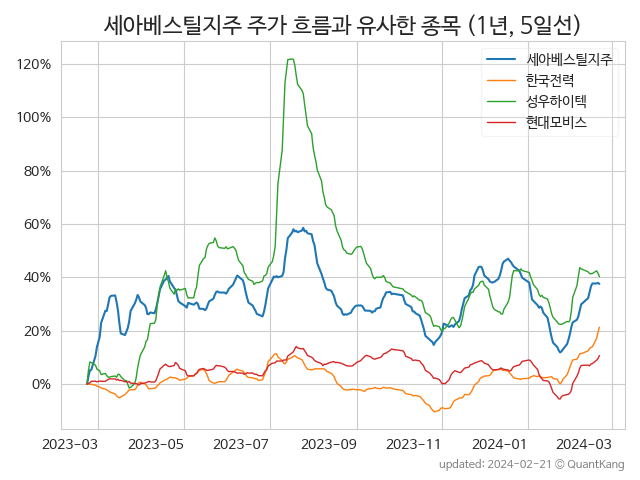 세아베스틸지주 주가 흐름과 유사한 종목 (1년, 5일선)
세아베스틸지주
한국전력
성우하이텍
현대모비스
120%
100%
80%
60%
40%
20%
0%
2023-03 2023-05 2023-07 2023-09 2023-11 2024-01 2024-03
updated: 2024-02-21 © QuantKang